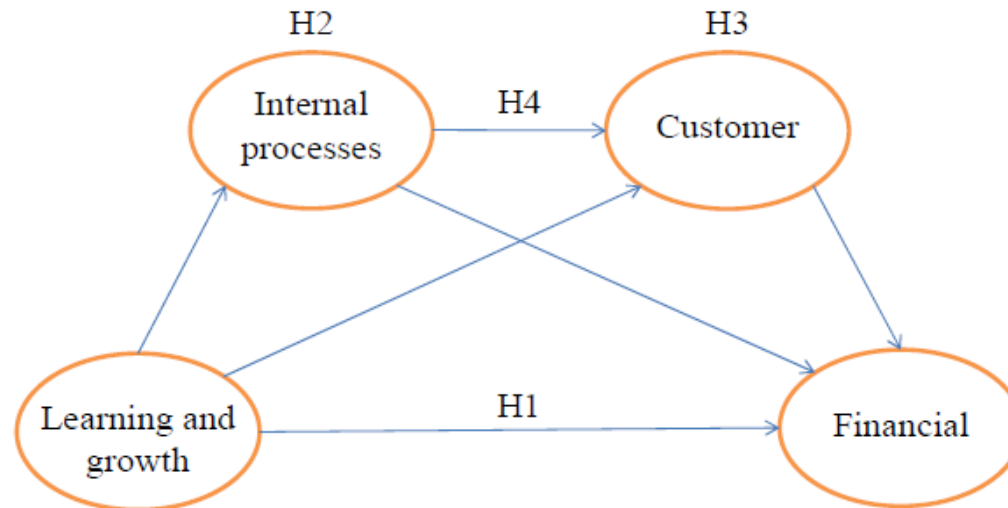 H2
H3
Internal
processes
H4
Customer
Learning and
growth
H1
Financial